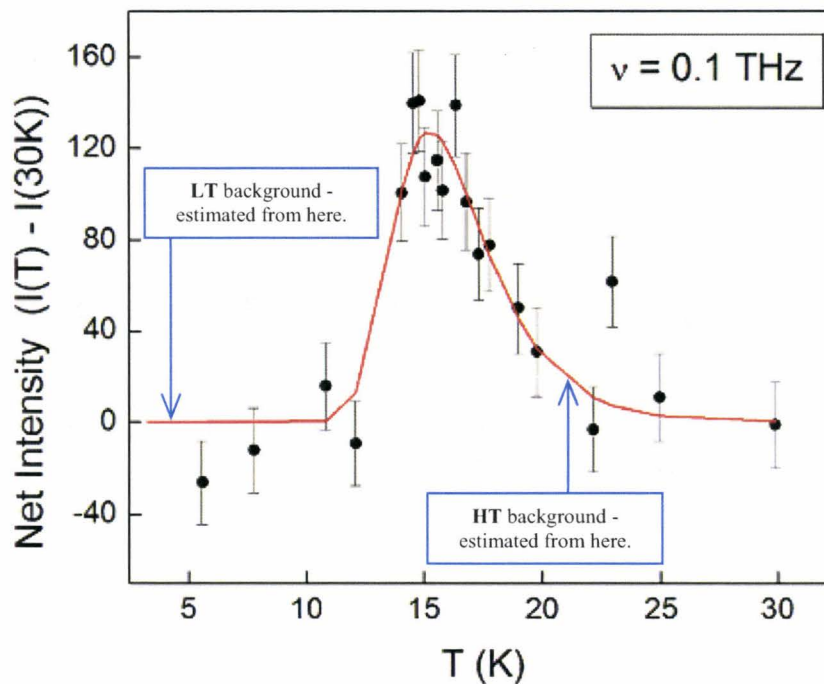 160
120
80
40
0
-40
Net Intensity (I(T) - I(30K))
ν = 0.1 THz
LT background -
estimated from here.
HT background -
estimated from here.
5
10
15
20
25
30
T (K)